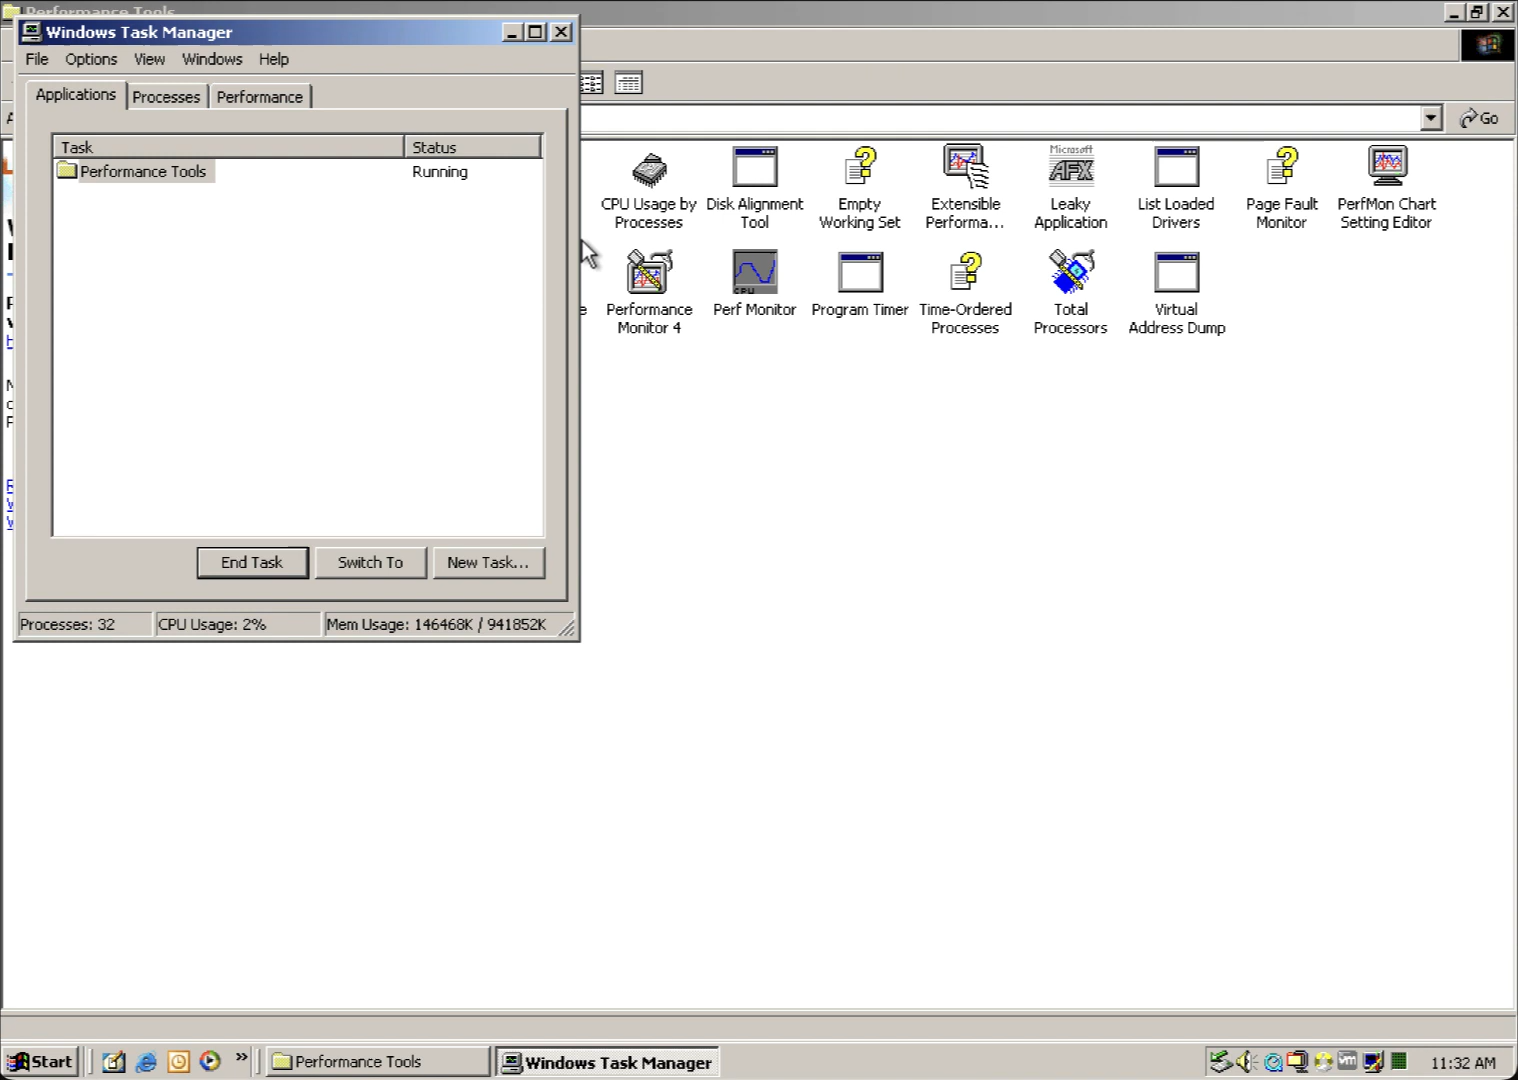 Performance Tools
Windows Task Manager
File Options View Windows Help
Applications Processes Performance
Go
Task Status
Performance Tools Running
End Task Switch To New Task...
Processes: 32 CPU Usage: 2% Mem Usage: 146468K / 941852K
CPU Usage by Processes
Disk Alignment Tool
Empty Working Set
Extensible Performa...
Microsoft AFX
Leaky Application
List Loaded Drivers
Page Fault Monitor
PerfMon Chart Setting Editor
Performance Monitor 4
CPU
Perf Monitor
Program Timer
Time-Ordered Processes
Total Processors
Virtual Address Dump
Start Performance Tools Windows Task Manager vm 11:32 AM